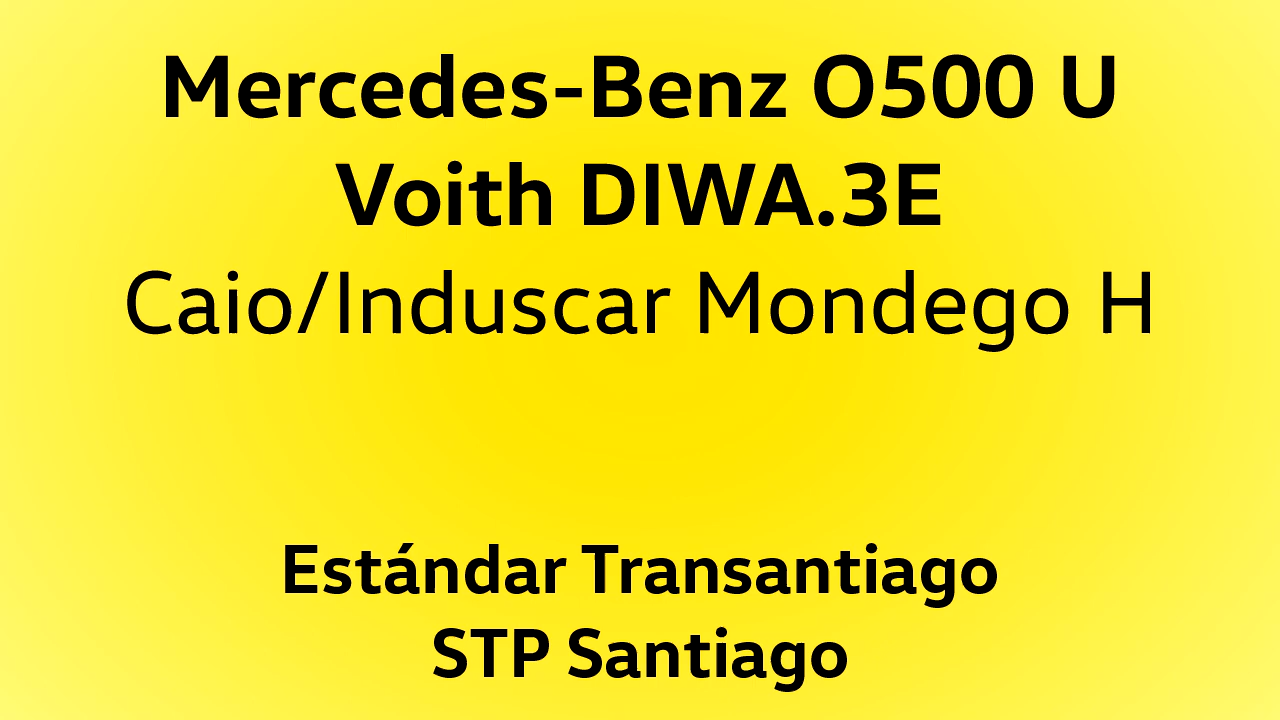 Mercedes-Benz O500 U
Voith DIWA.3E
Caio/Induscar Mondego H
Estándar Transantiago
STP Santiago